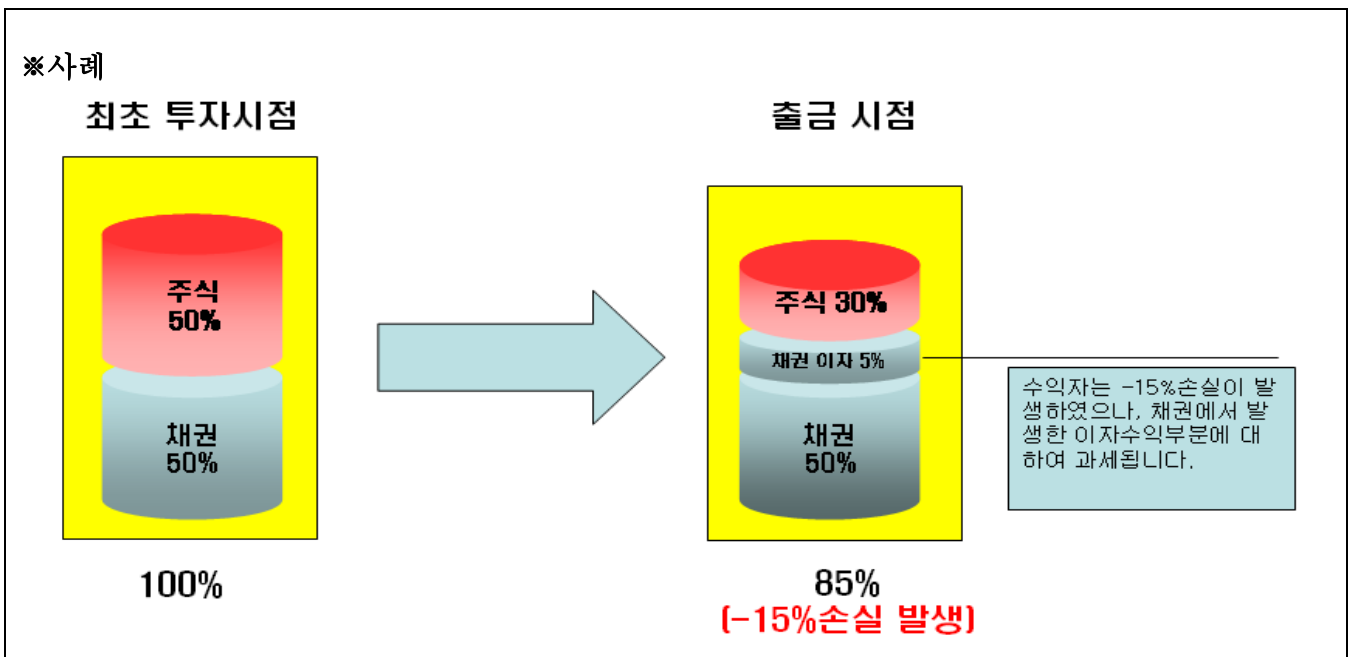 ※사례
최초 투자시점
출금 시점
주식
50%
채권
50%
100%
주식 30%
채권 이자 5%
채권
50%
수익자는 -15%손실이 발
생하였으나, 채권에서 발
생한 이자수익부분에 대
하여 과세됩니다.
85%
(-15%손실 발생)